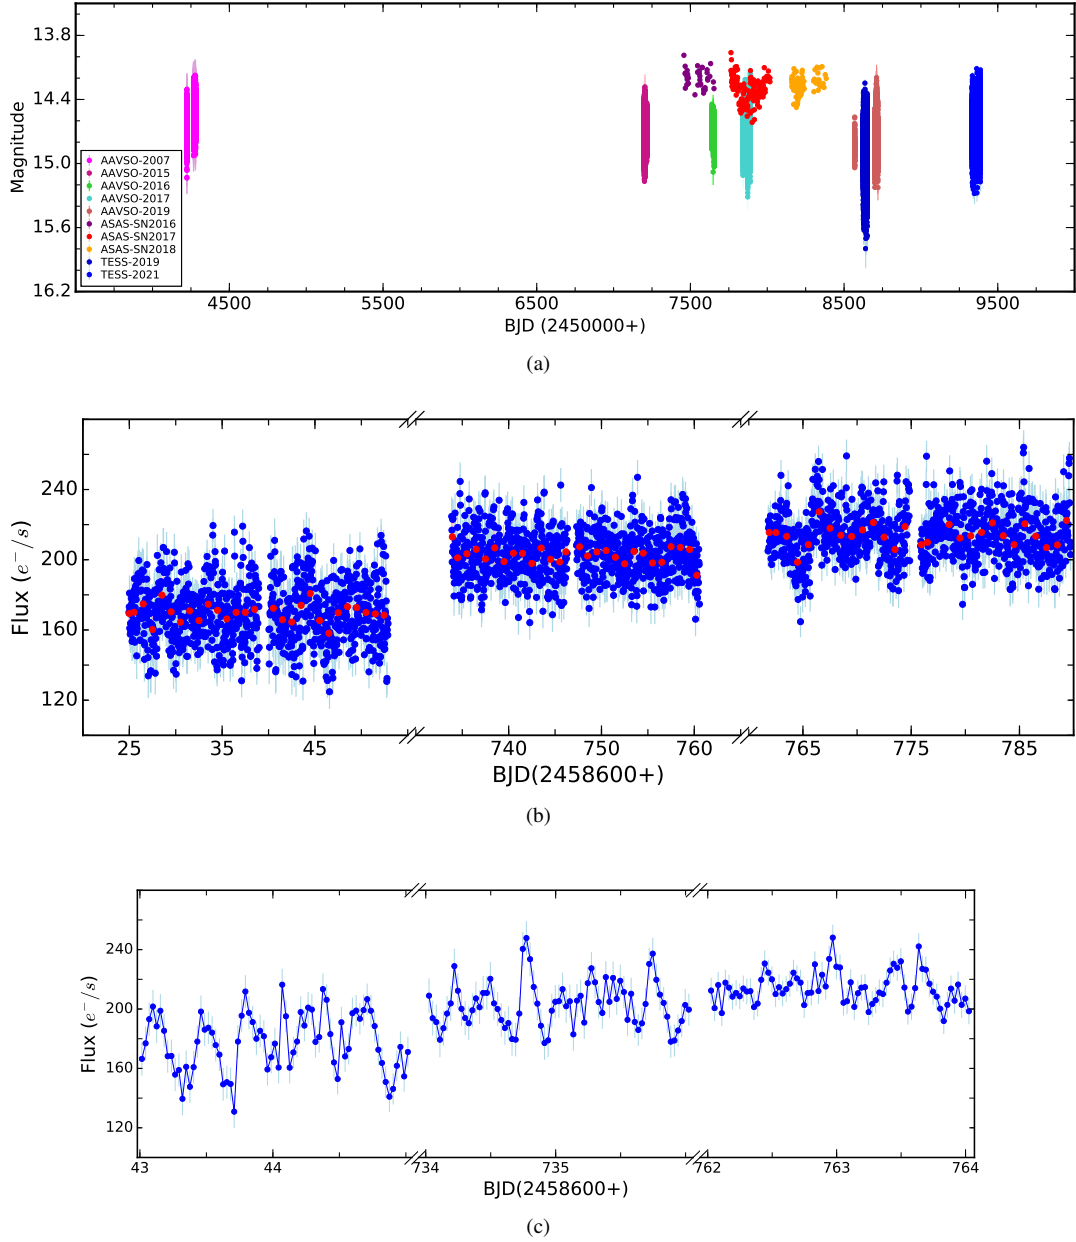 13.8
14.4
15.0
15.6
16.2
Magnitude
AAVSO-2007
AAVSO-2015
AAVSO-2016
AAVSO-2017
AAVSO-2019
ASAS-SN2016
ASAS-SN2017
ASAS-SN2018
TESS-2019
TESS-2021
4500 5500 6500 7500 8500 9500
BJD (2450000+)
(a)
240
200
160
120
Flux (e⁻/s)
25 35 45 740 750 760 765 775 785
BJD(2458600+)
(b)
240
200
160
120
Flux (e⁻/s)
43 44 734 735 762 763 764
BJD(2458600+)
(c)